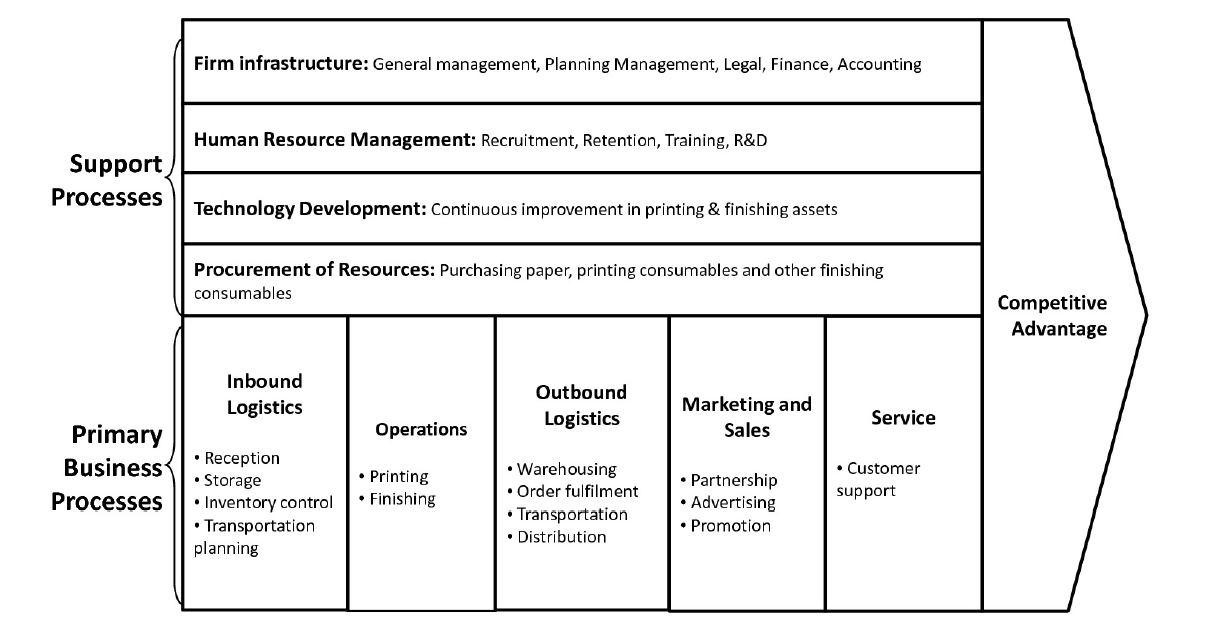 Support
Processes
Firm infrastructure: General management, Planning Management, Legal, Finance, Accounting
Human Resource Management: Recruitment, Retention, Training, R&D
Technology Development: Continuous improvement in printing & finishing assets
Procurement of Resources: Purchasing paper, printing consumables and other finishing
consumables
Competitive
Advantage
Primary
Business
Processes
Inbound
Logistics
• Reception
• Storage
• Inventory control
• Transportation
planning
Operations
• Printing
• Finishing
Outbound
Logistics
• Warehousing
• Order fulfilment
• Transportation
• Distribution
Marketing and
Sales
• Partnership
• Advertising
• Promotion
Service
• Customer
support